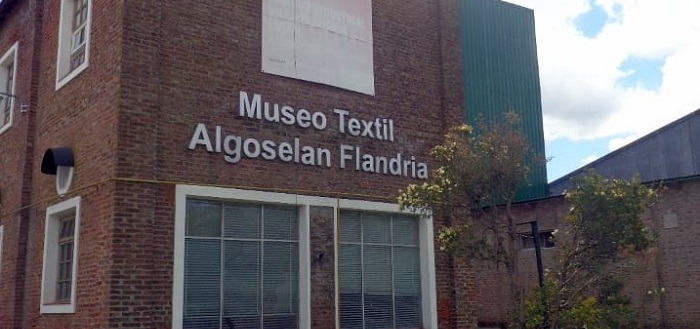 Museo Textil
Algoselan Flandria